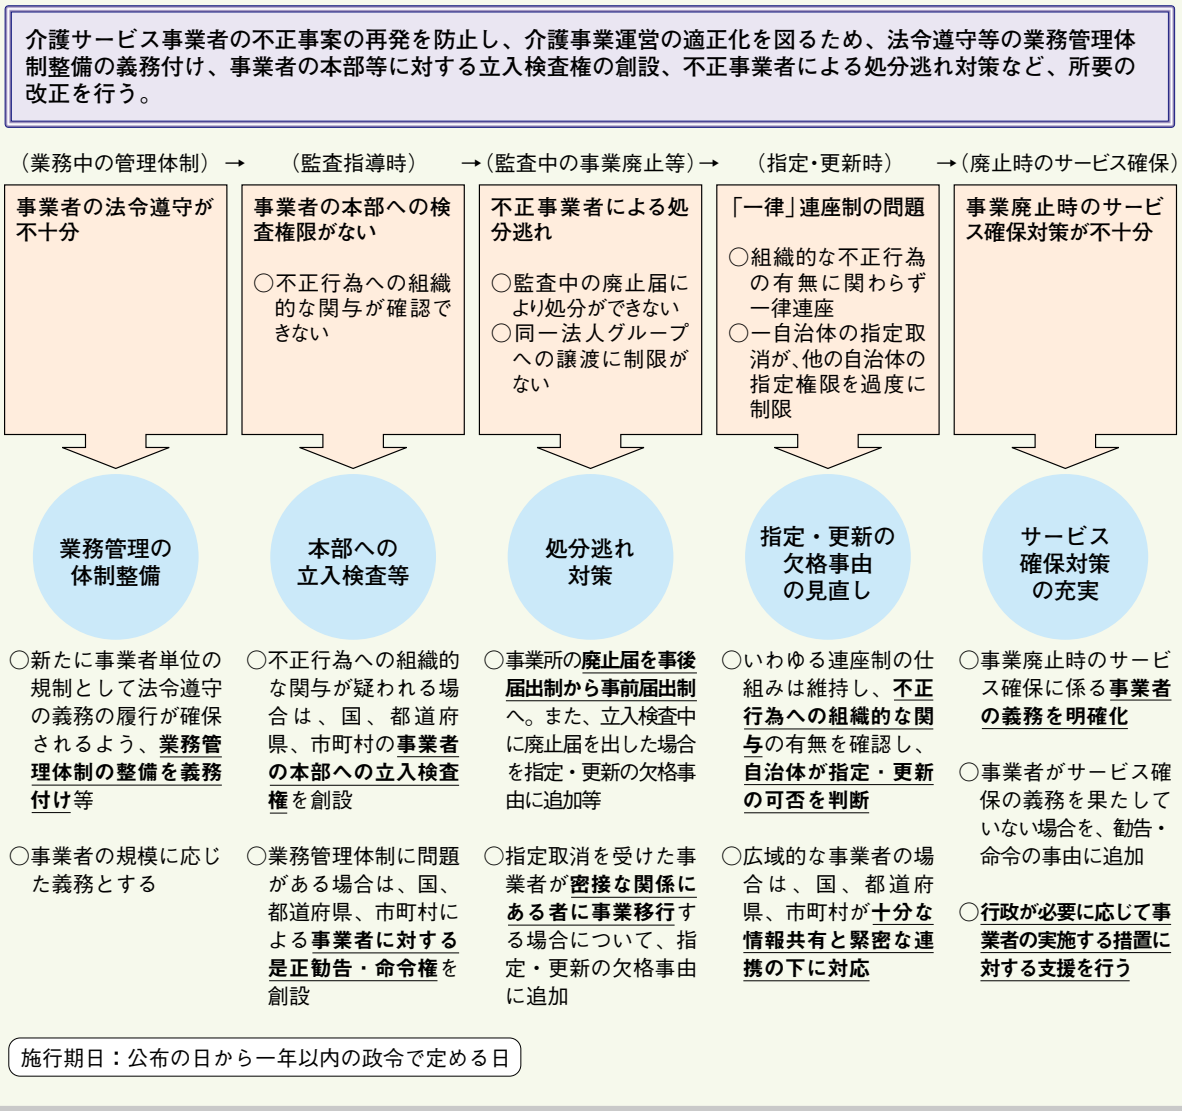 介護サービス事業者の不正事案の再発を防止し、介護事業運営の適正化を図るため、法令遵守等の業務管理体
制整備の義務付け、事業者の本部等に対する立入検査権の創設、不正事業者による処分逃れ対策など、所要の
改正を行う。
（業務中の管理体制）→
（監査指導時）
→（監査中の事業廃止等）→
（指定・更新時）
→（廃止時のサービス確保）
事業者の法令遵守が
不十分
事業者の本部への検
査権限がない
○不正行為への組織
的な関与が確認で
きない
不正事業者による処
分逃れ
○監査中の廃止届に
より処分ができない
○同一法人グループ
への譲渡に制限が
ない
「一律」連座制の問題
○組織的な不正行為
の有無に関わらず
一律連座
○一自治体の指定取
消が、他の自治体の
指定権限を過度に
制限
事業廃止時のサービ
ス確保対策が不十分
業務管理の
体制整備
本部への
立入検査等
処分逃れ
対策
指定・更新の
欠格事由
の見直し
サービス
確保対策
の充実
○新たに事業者単位の
規制として法令遵守
の義務の履行が確保
されるよう、業務管
理体制の整備を義務
付け等
○事業者の規模に応じ
た義務とする
○不正行為への組織的
な関与が疑われる場
合は、国、都道府
県、市町村の事業者
の本部への立入検査
権を創設
○業務管理体制に問題
がある場合は、国、
都道府県、市町村に
よる事業者に対する
是正勧告・命令権を
創設
○事業所の廃止届を事後
届出制から事前届出制
へ。また、立入検査中
に廃止届を出した場合
を指定・更新の欠格事
由に追加等
○指定取消を受けた事
業者が密接な関係に
ある者に事業移行す
る場合について、指
定・更新の欠格事由
に追加
○いわゆる連座制の仕
組みは維持し、不正
行為への組織的な関
与の有無を確認し、
自治体が指定・更新
の可否を判断
○広域的な事業者の場
合は、国、都道府
県、市町村が十分な
情報共有と緊密な連
携の下に対応
○事業廃止時のサービ
ス確保に係る事業者
の義務を明確化
○事業者がサービス確
保の義務を果たして
いない場合を、勧告・
命令の事由に追加
○行政が必要に応じて事
業者の実施する措置に
対する支援を行う
施行期日：公布の日から一年以内の政令で定める日